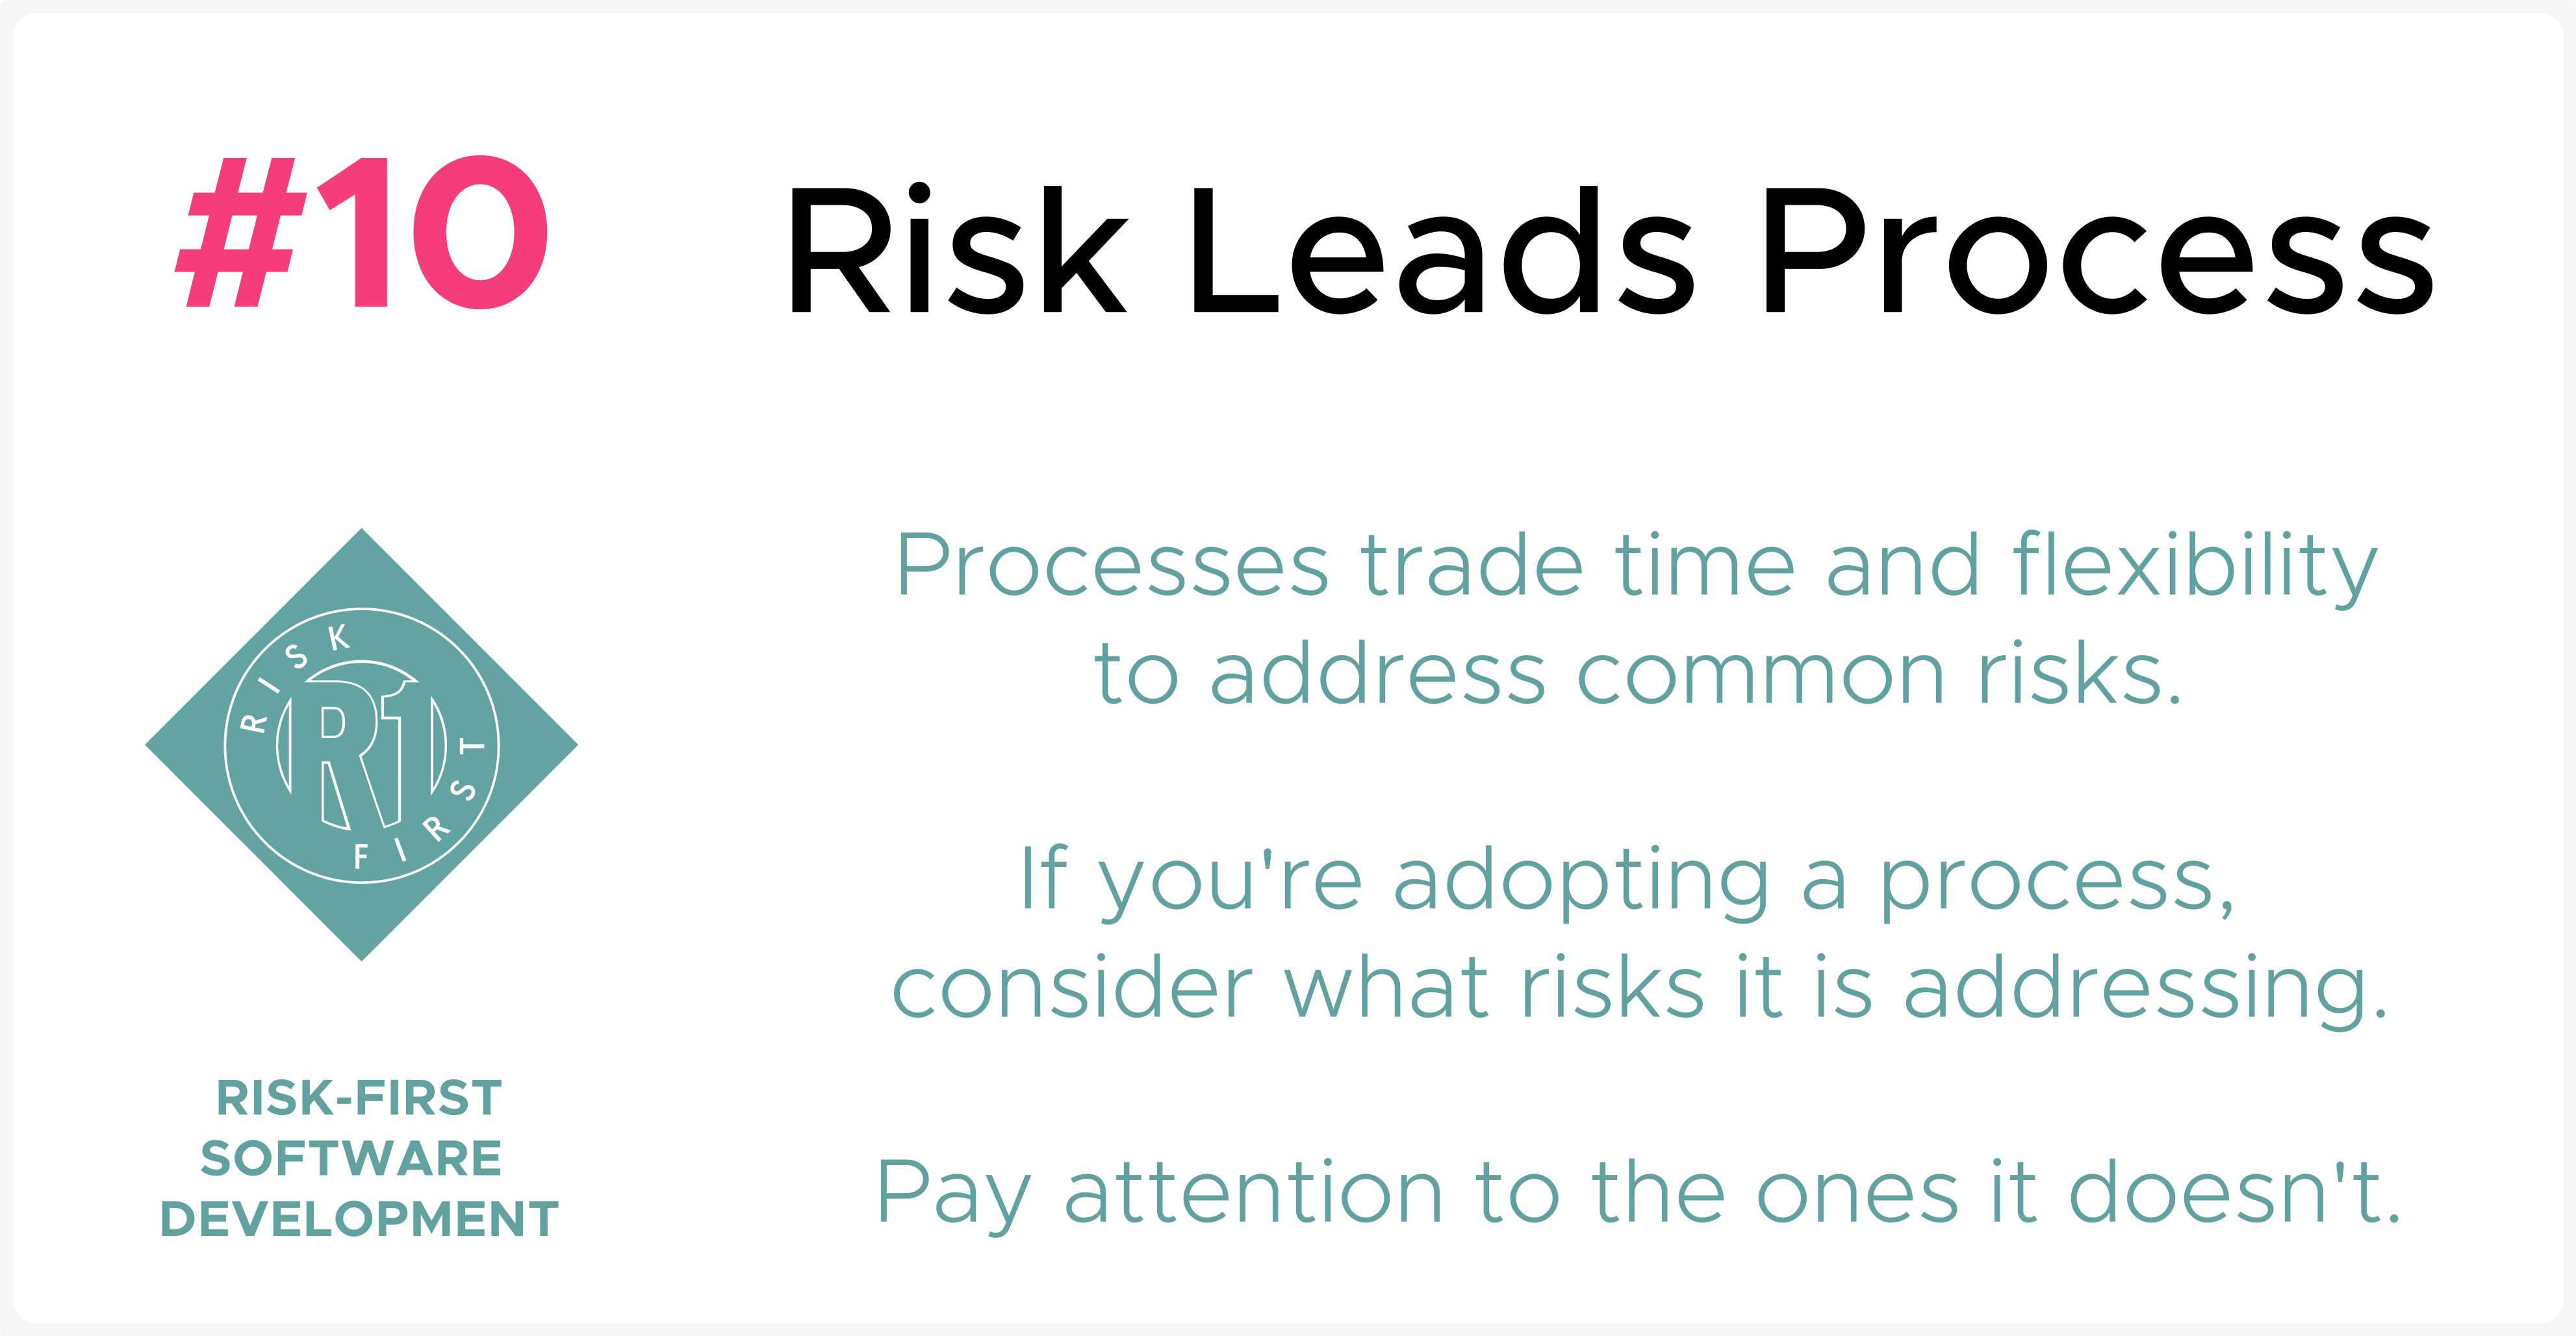 #10
Risk Leads Process
RISK
R1
FIRST
RISK-FIRST
SOFTWARE
DEVELOPMENT
Processes trade time and flexibility
to address common risks.
If you're adopting a process,
consider what risks it is addressing.
Pay attention to the ones it doesn't.